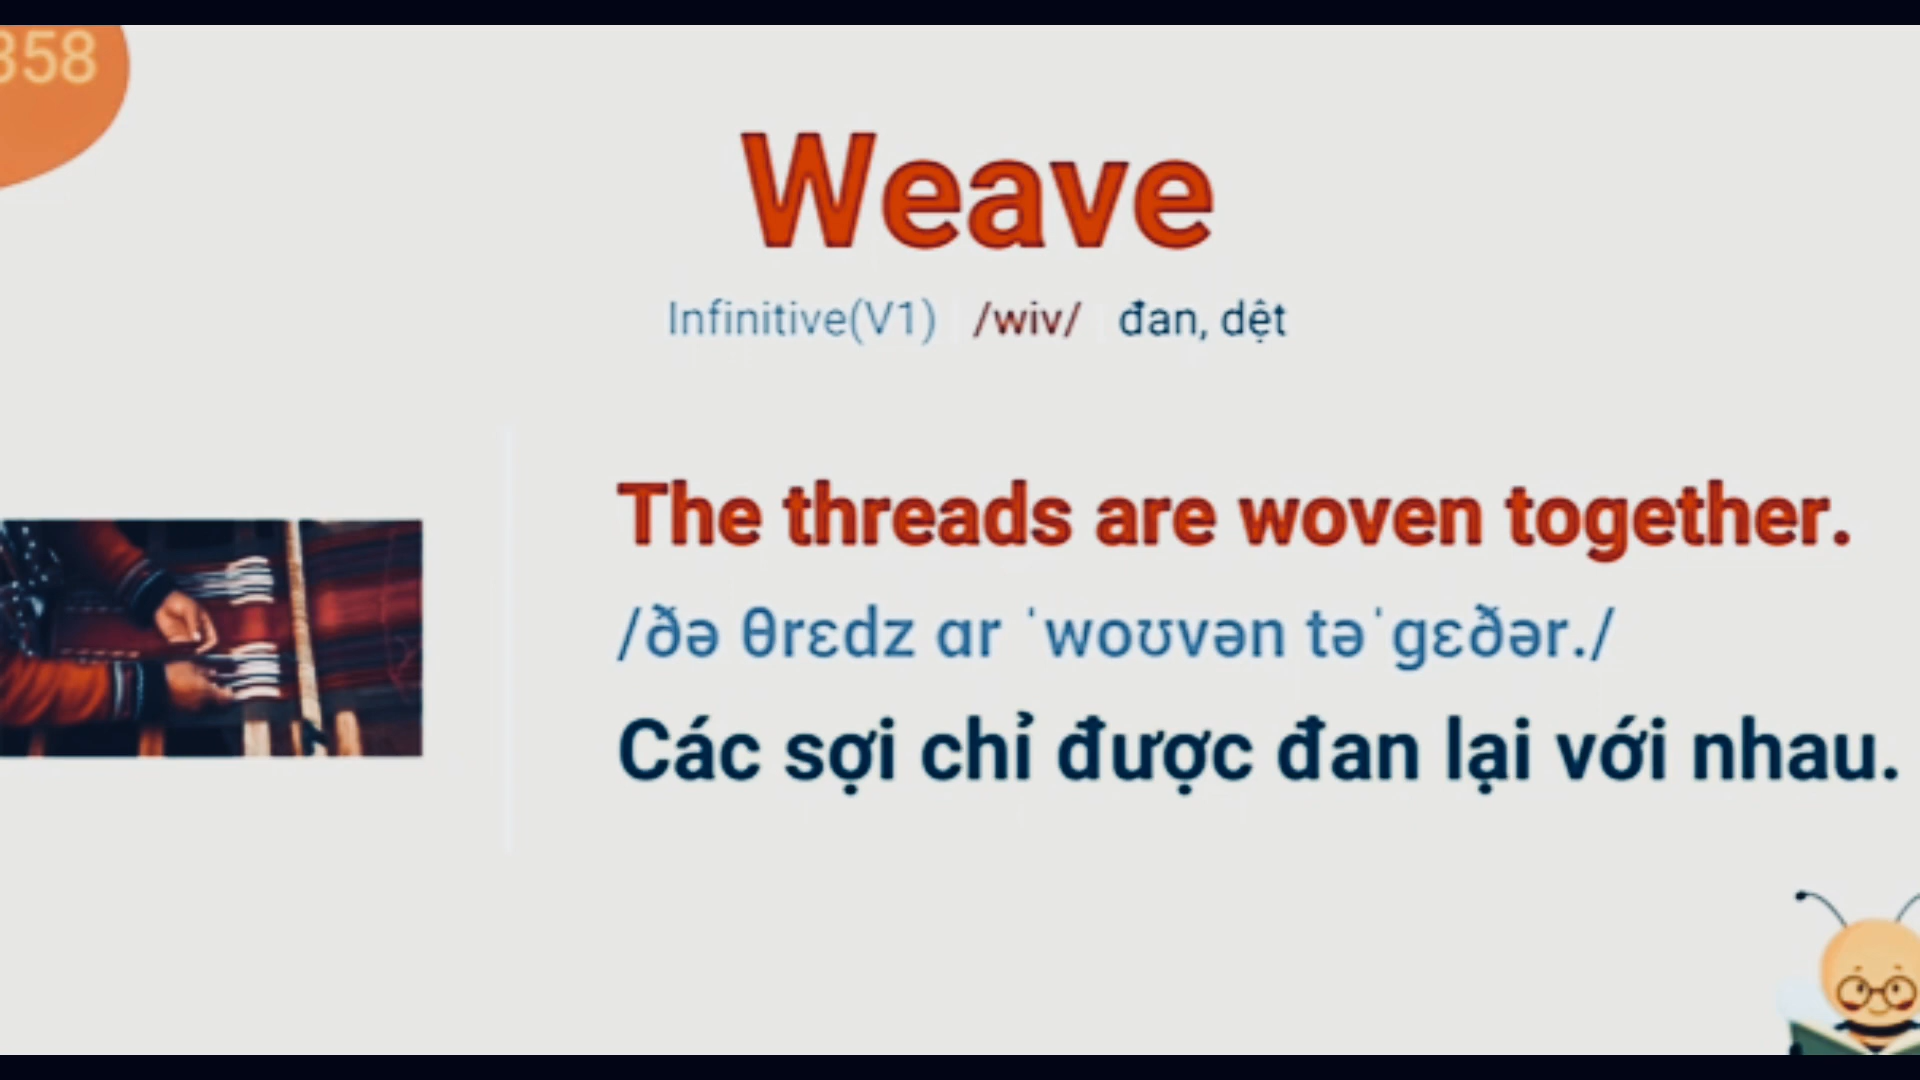 358
Weave
Infinitive(V1) /wiv/ đan, dệt
The threads are woven together.
/ðə θrɛdz ɑr ˈwoʊvən təˈgɛðər./
Các sợi chỉ được đan lại với nhau.